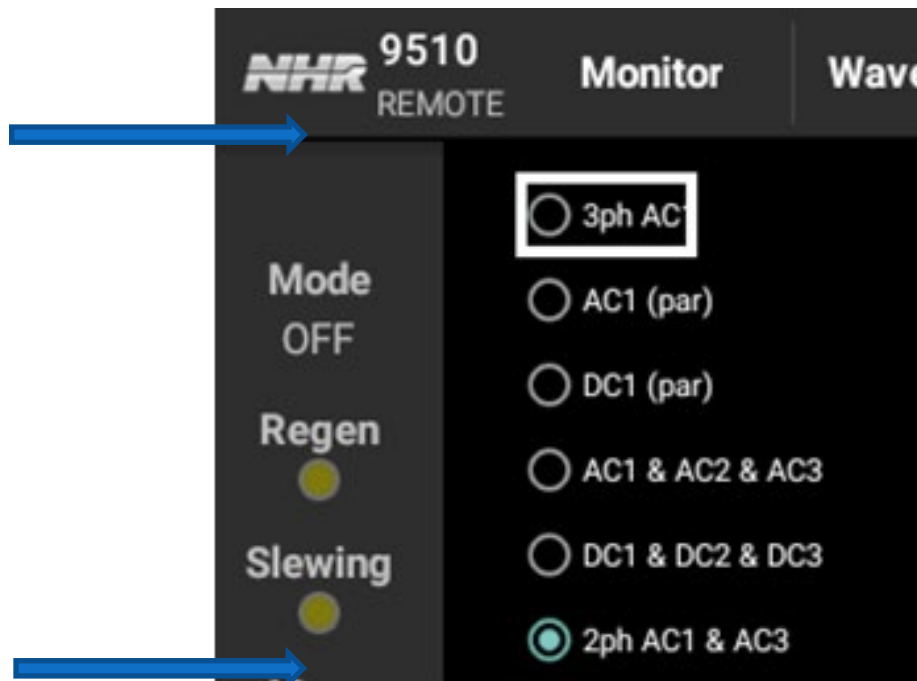 NHR 9510
REMOTE
Monitor
Wave
Mode
OFF
Regen
Slewing
3ph AC1
AC1 (par)
DC1 (par)
AC1 & AC2 & AC3
DC1 & DC2 & DC3
2ph AC1 & AC3